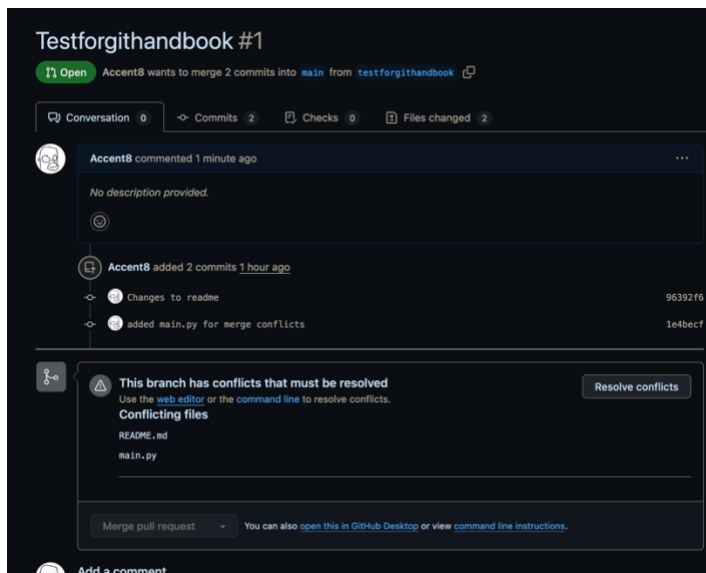 Testforgithandbook #1
Open Accent8 wants to merge 2 commits into main from testforgithandbook
Conversation 0 Commits 2 Checks 0 Files changed 2
Accent8 commented 1 minute ago
No description provided.
Accent8 added 2 commits 1 hour ago
Changes to readme 96392f6
added main.py for merge conflicts 1e4becf
This branch has conflicts that must be resolved
Use the web editor or the command line to resolve conflicts.
Resolve conflicts
Conflicting files
README.md
main.py
Merge pull request You can also open this in GitHub Desktop or view command line instructions.
Add a comment